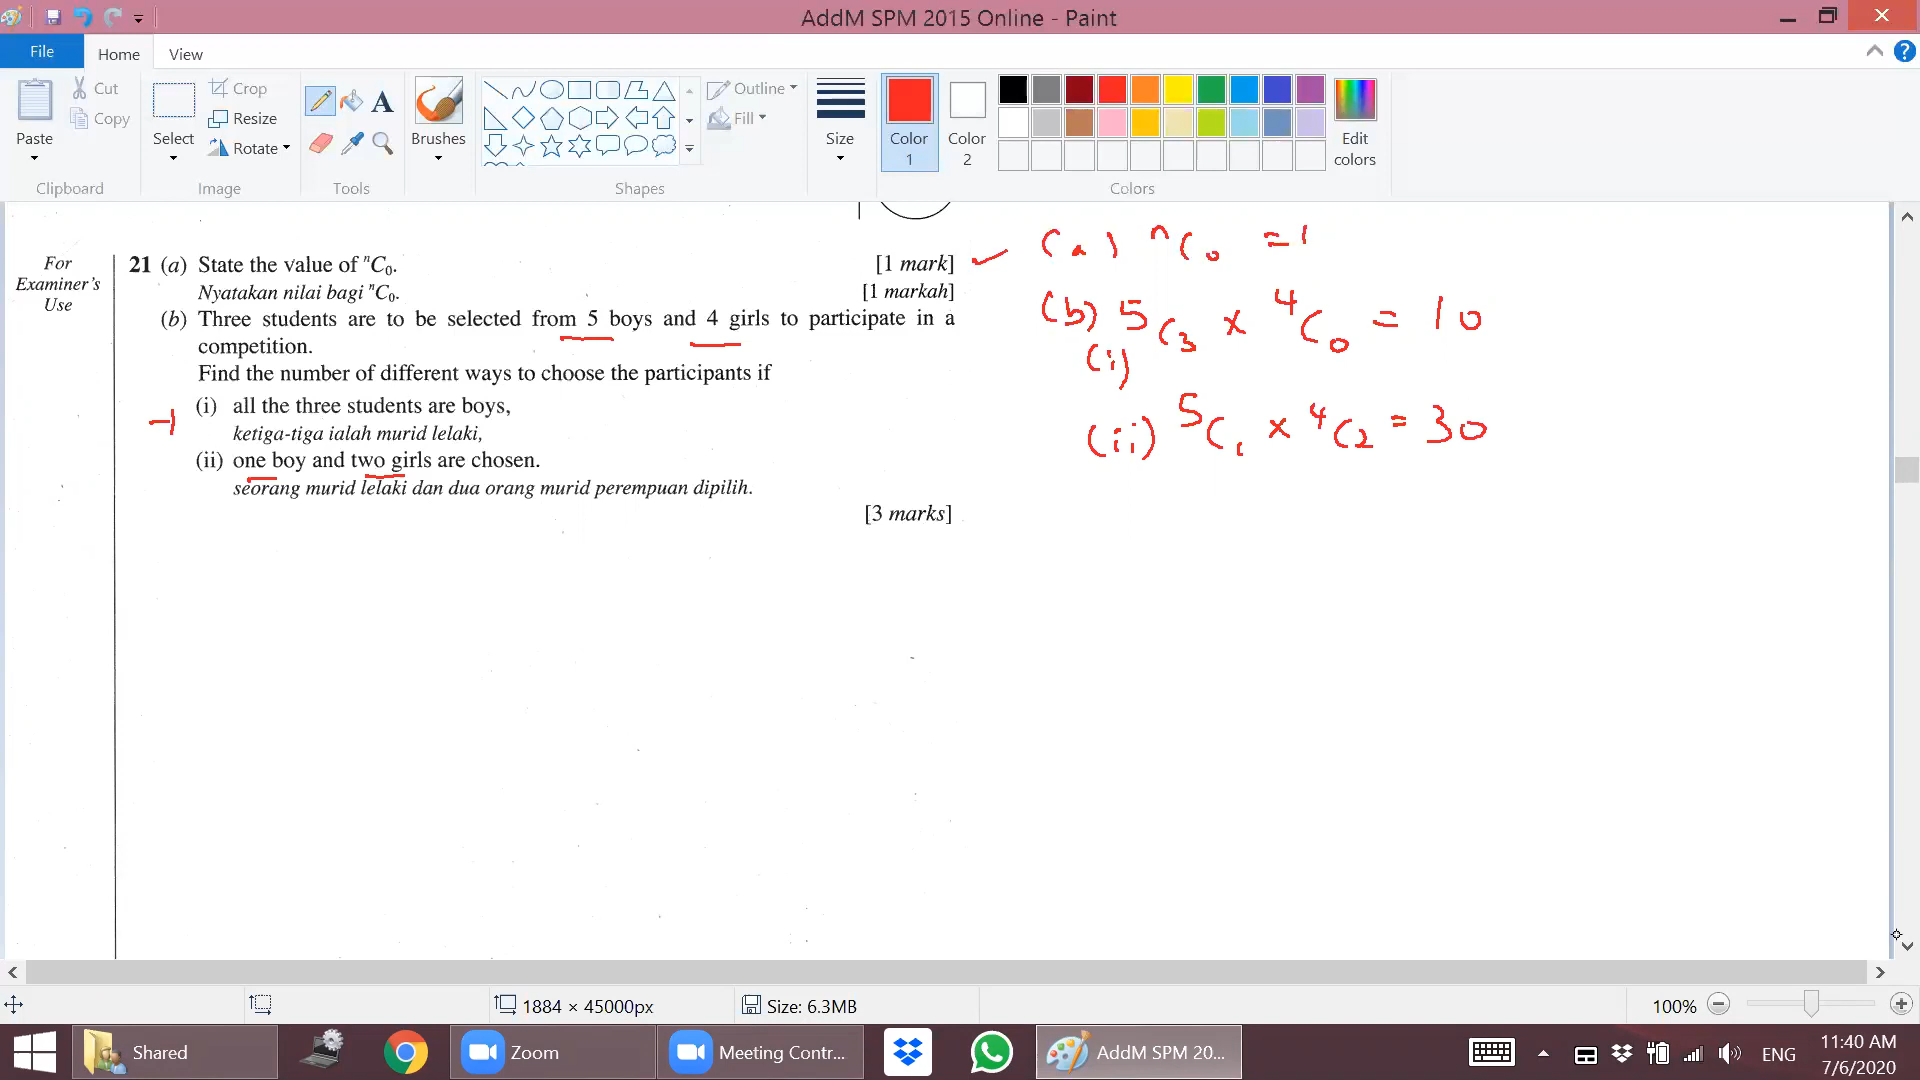 AddM SPM 2015 Online - Paint
File
Home
View
Paste
Cut
Copy
Clipboard
Select
Crop
Resize
Rotate
Image
A
Tools
Brushes
Shapes
Outline
Fill
Size
Color
1
Color
2
Edit
colors
Colors
For
Examiner's
Use
21 (a) State the value of ⁿC₀.
[1 mark]
Nyatakan nilai bagi ⁿC₀.
[1 markah]
(b) Three students are to be selected from 5 boys and 4 girls to participate in a
competition.
Find the number of different ways to choose the participants if
(i) all the three students are boys,
ketiga-tiga ialah murid lelaki,
(ii) one boy and two girls are chosen.
seorang murid lelaki dan dua orang murid perempuan dipilih.
[3 marks]
(a) ⁿC₀ = 1
(b) ⁵C₃ × ⁴C₀ = 10
(i)
(ii) ⁵C₁ × ⁴C₂ = 30
1884 × 45000px
Size: 6.3MB
100%
Shared
Zoom
Meeting Contr...
AddM SPM 20...
ENG
11:40 AM
7/6/2020